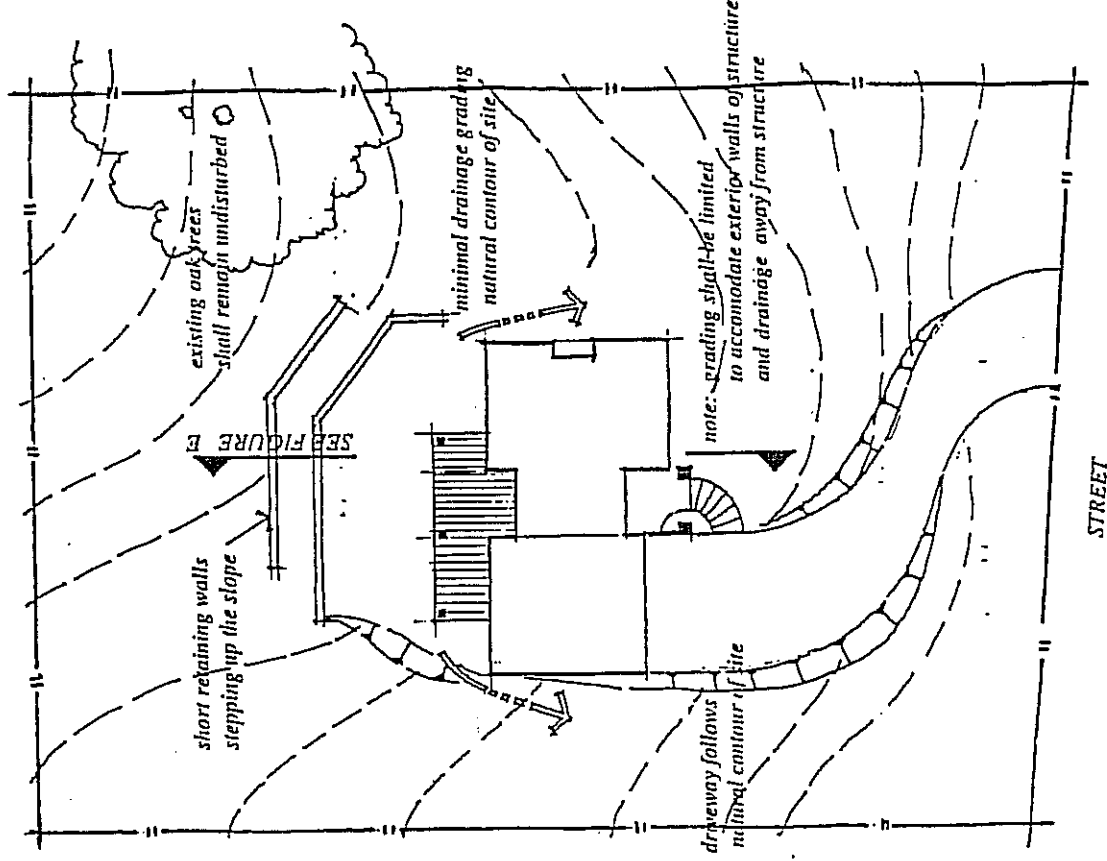 existing oak trees
shall remain undisturbed
SEE FIGURE E
short retaining walls
stepping up the slope
minimal drainage grading
natural contour of site
note: grading shall be limited
to accomodate exterior walls of structure
and drainage away from structure
driveway follows
natural contour of site
STREET